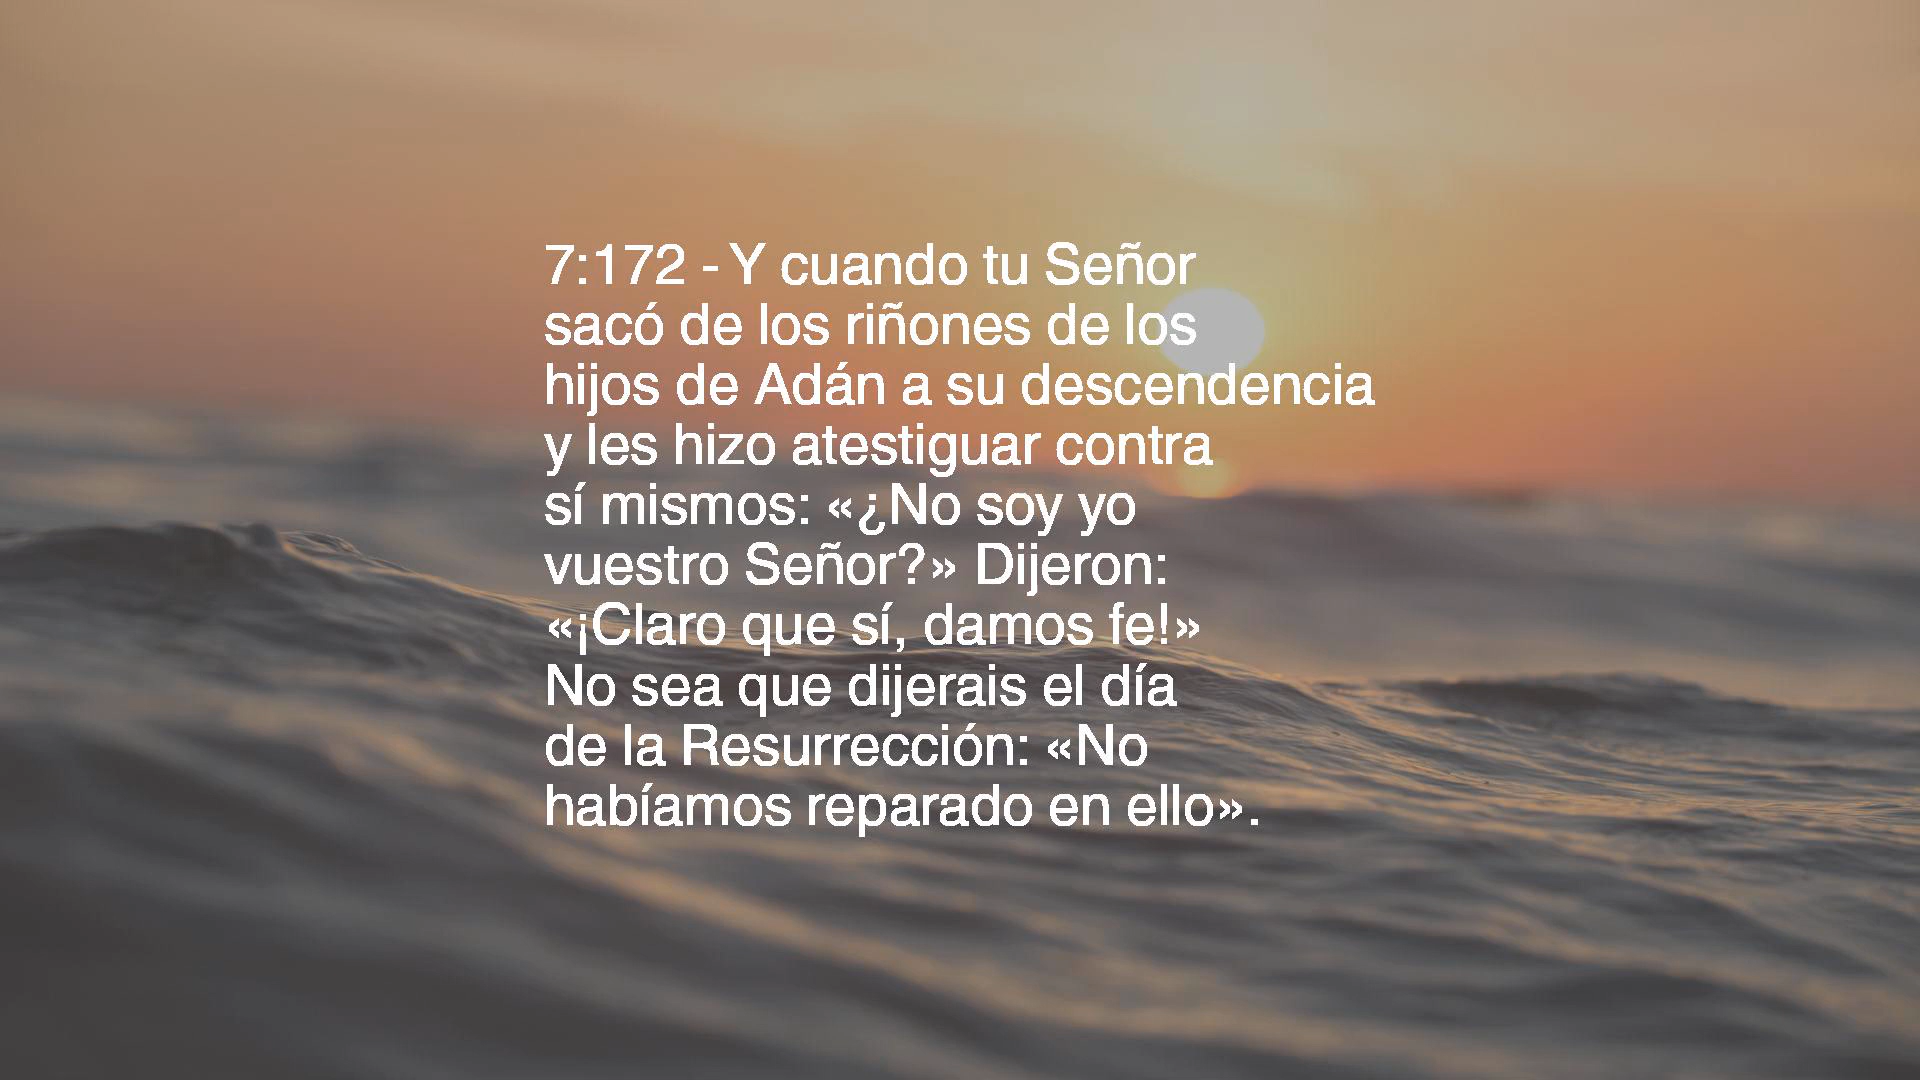 7:172 - Y cuando tu Señor
sacó de los riñones de los
hijos de Adán a su descendencia
y les hizo atestiguar contra
sí mismos: «¿No soy yo
vuestro Señor?» Dijeron:
«¡Claro que sí, damos fe!»
No sea que dijerais el día
de la Resurrección: «No
habíamos reparado en ello».